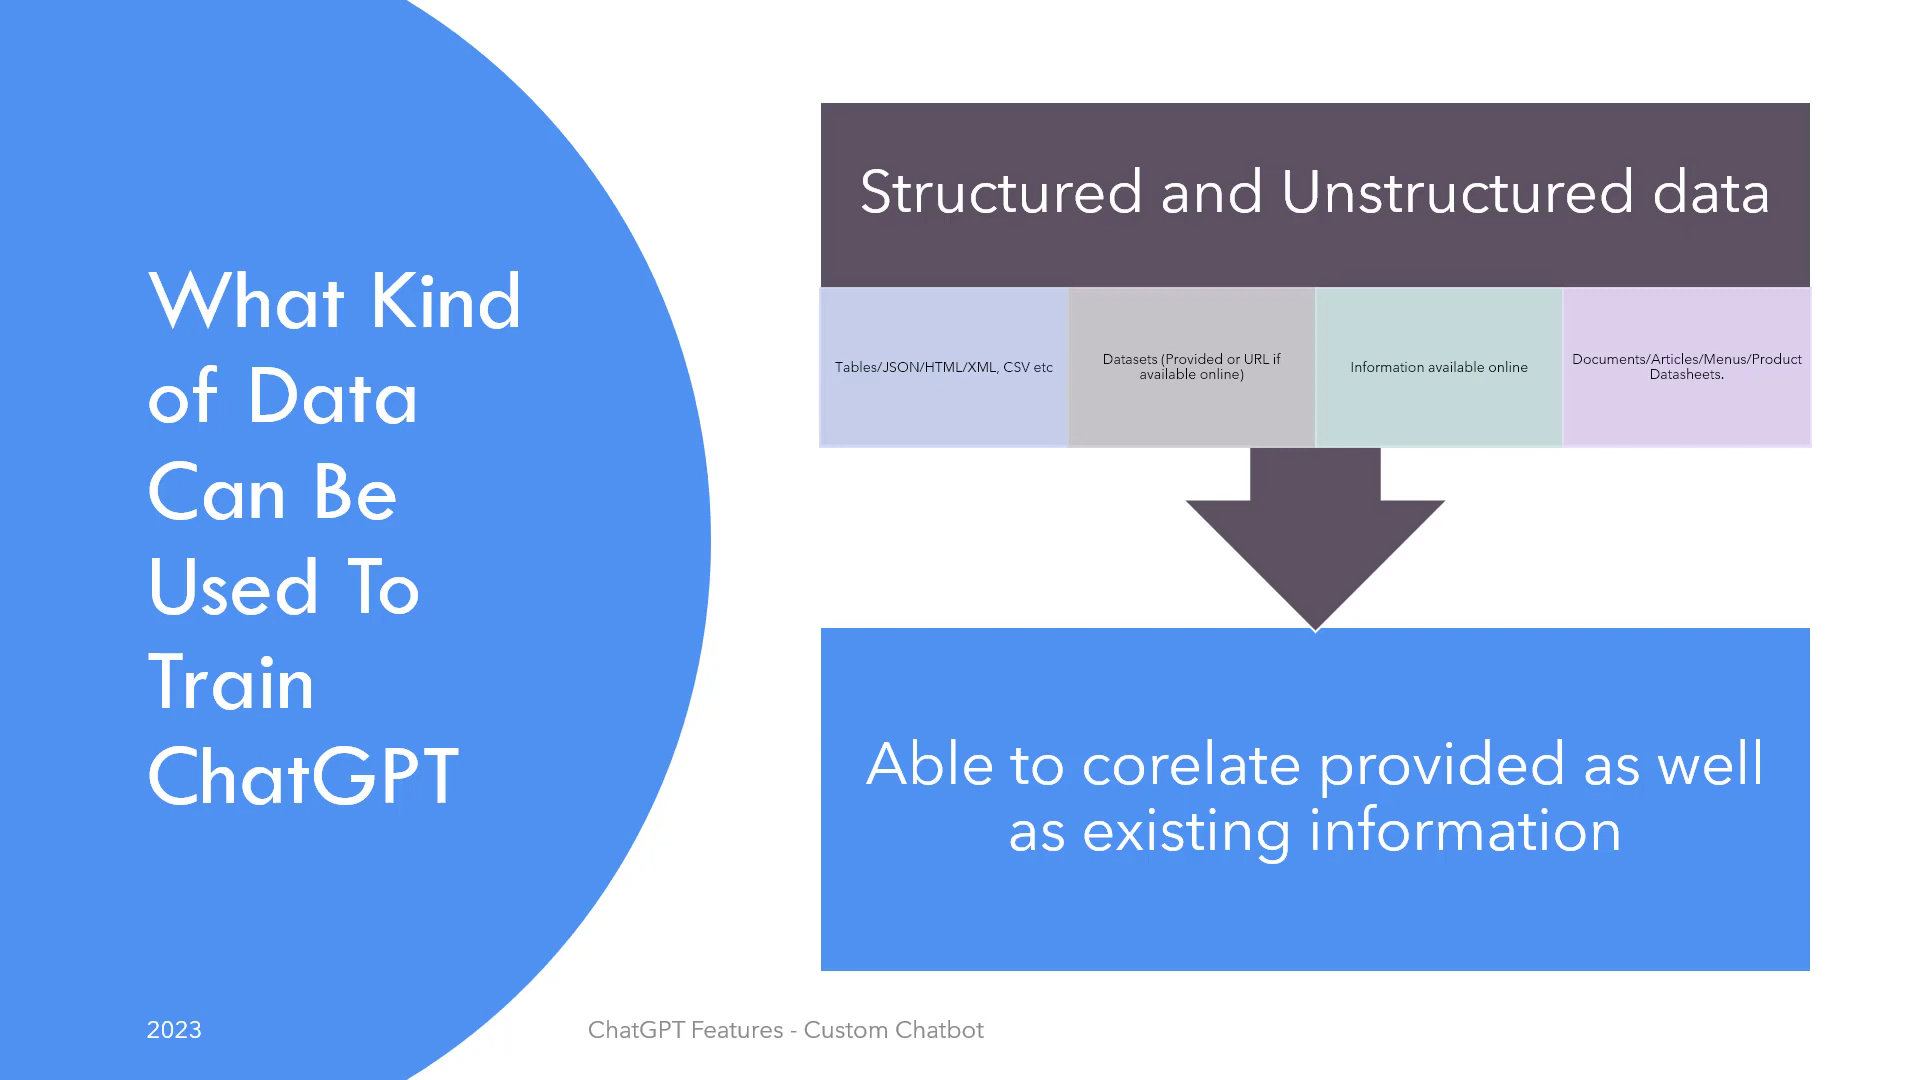 What Kind
of Data
Can Be
Used To
Train
ChatGPT
Structured and Unstructured data
Tables/JSON/HTML/XML, CSV etc
Datasets (Provided or URL if
available online)
Information available online
Documents/Articles/Menus/Product
Datasheets.
Able to corelate provided as well
as existing information
2023
ChatGPT Features - Custom Chatbot